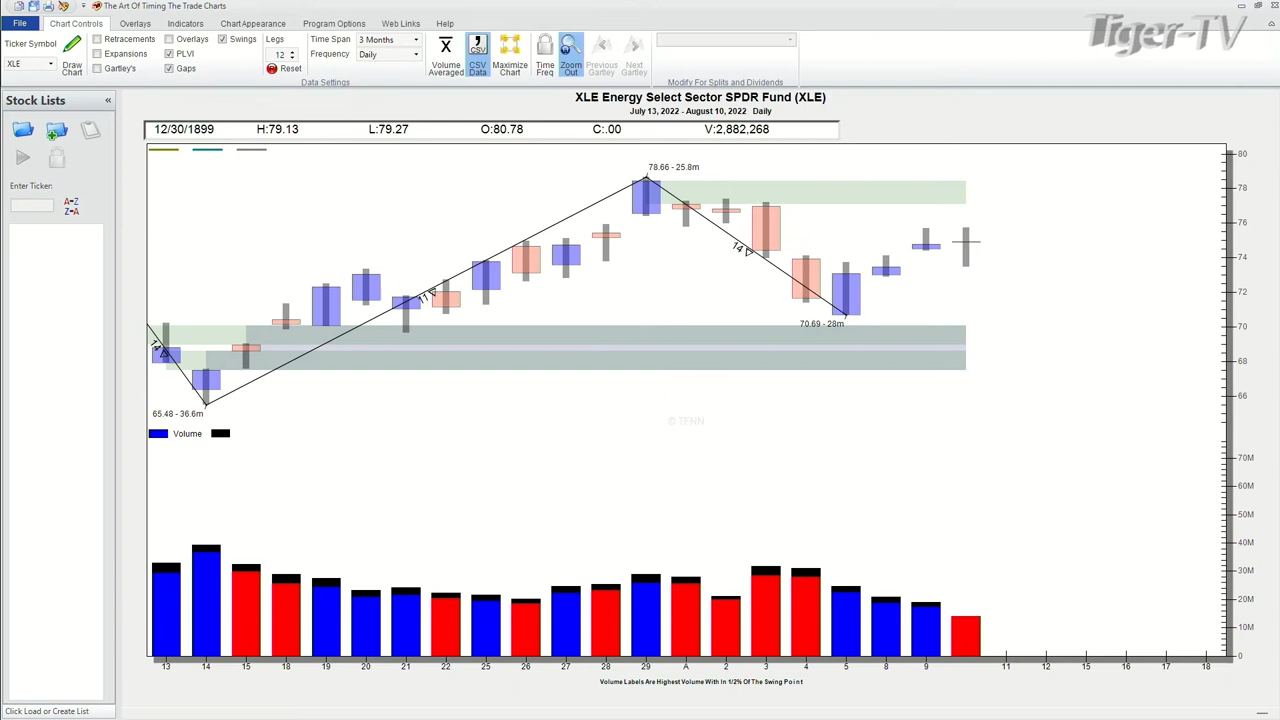 The Art Of Timing The Trade Charts
File Chart Controls Overlays Indicators Chart Appearance Program Options Web Links Help
Tiger-TV
Ticker Symbol
XLE
Draw Chart
Retracements
Expansions
Gartley's
Overlays
PLVI
Gaps
Swings
Legs
12
Reset
Time Span 3 Months
Frequency Daily
Data Settings
Volume Averaged
CSV Data
Maximize Chart
Time Freq
Zoom Out
Previous Gartley
Next Gartley
Modify For Splits and Dividends
Stock Lists «
Enter Ticker:
A-Z
Z-A
XLE Energy Select Sector SPDR Fund (XLE)
July 13, 2022 - August 10, 2022 Daily
12/30/1899 H:79.13 L:79.27 O:80.78 C:.00 V:2,882,268
78.66 - 25.8m
14
11
14
70.69 - 28m
65.48 - 36.6m
80
78
76
74
72
70
68
66
© TFNN
Volume
70M
60M
50M
40M
30M
20M
10M
0
13 14 15 18 19 20 21 22 25 26 27 28 29 A 2 3 4 5 8 9 11 12 15 16 17 18
Volume Labels Are Highest Volume With In 1/2% Of The Swing Point
Click Load or Create List